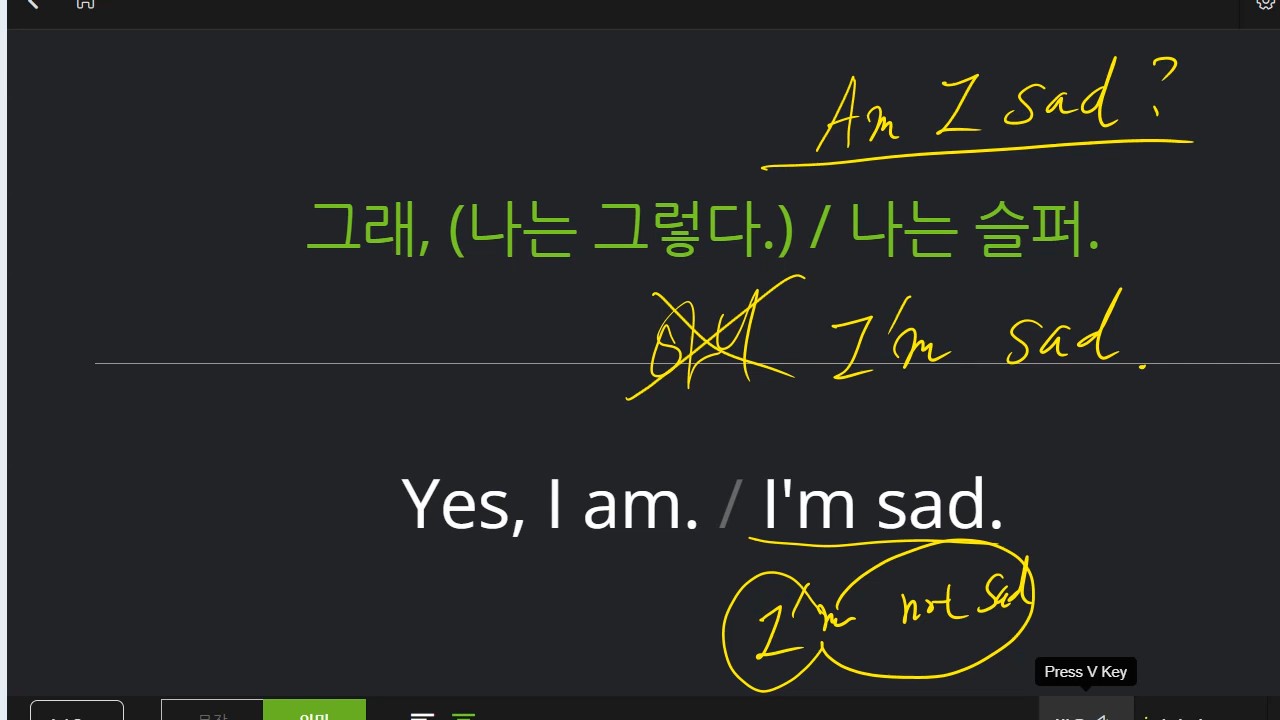 Am I sad?
그래, (나는 그렇다.) / 나는 슬퍼.
I'm sad.
Yes, I am. / I'm sad.
I'm not sad
Press V Key